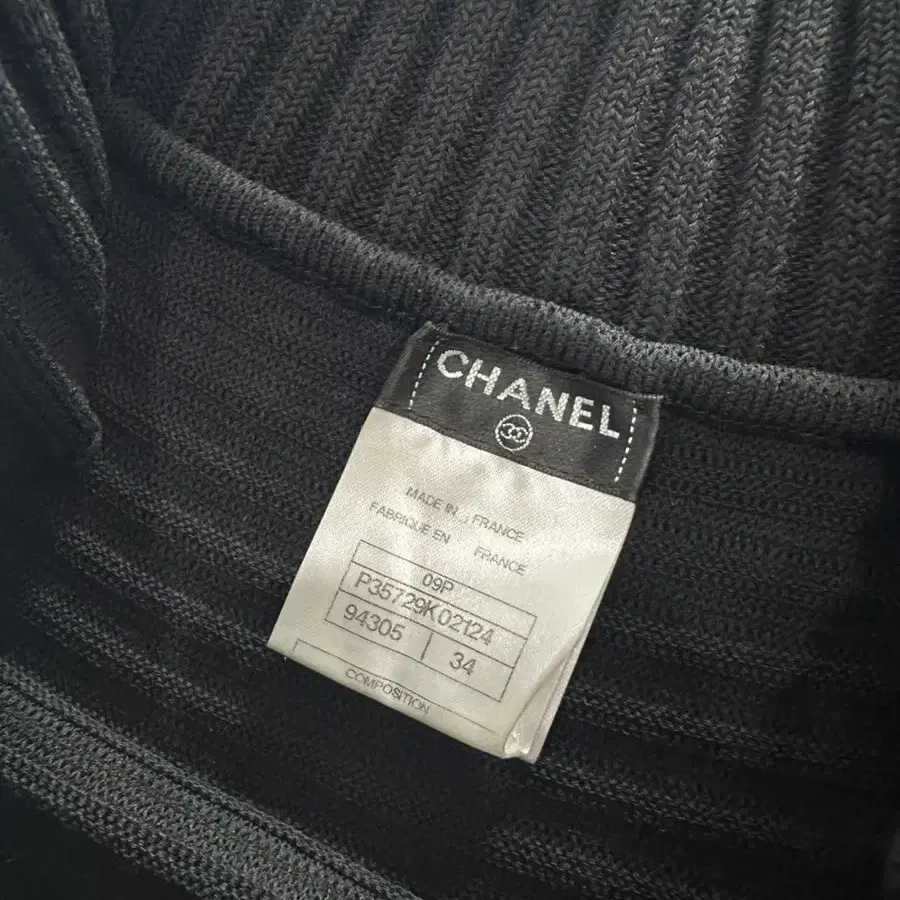 CHANEL
MADE IN FRANCE
FABRIQUE EN FRANCE
09P
P35729K02124
94305 34
COMPOSITION